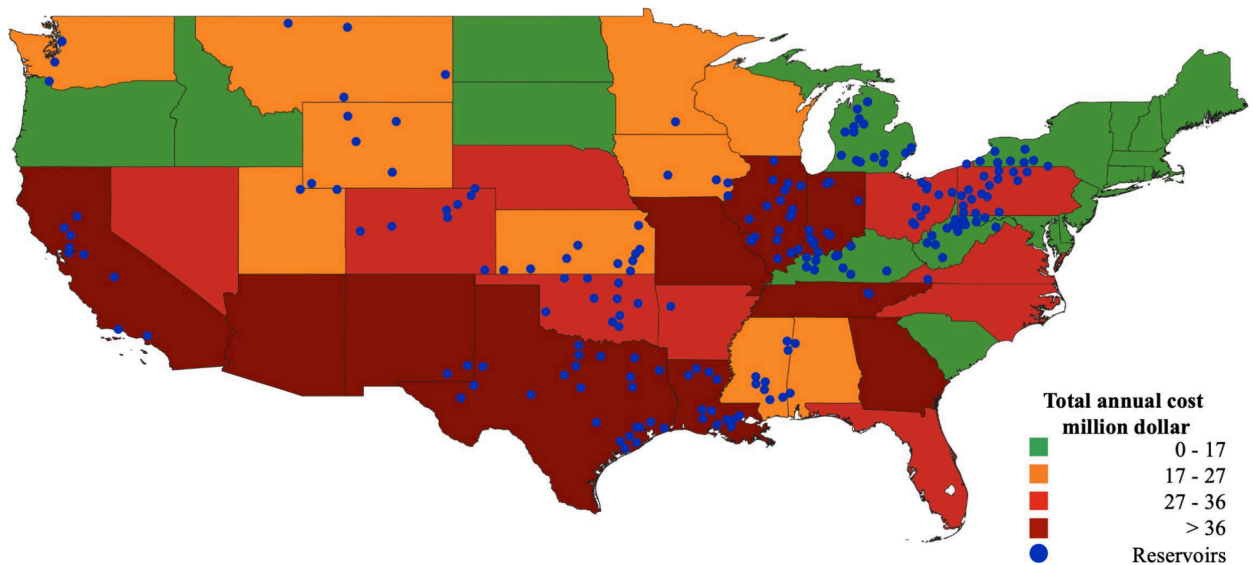 Total annual cost
million dollar
0 - 17
17 - 27
27 - 36
> 36
Reservoirs